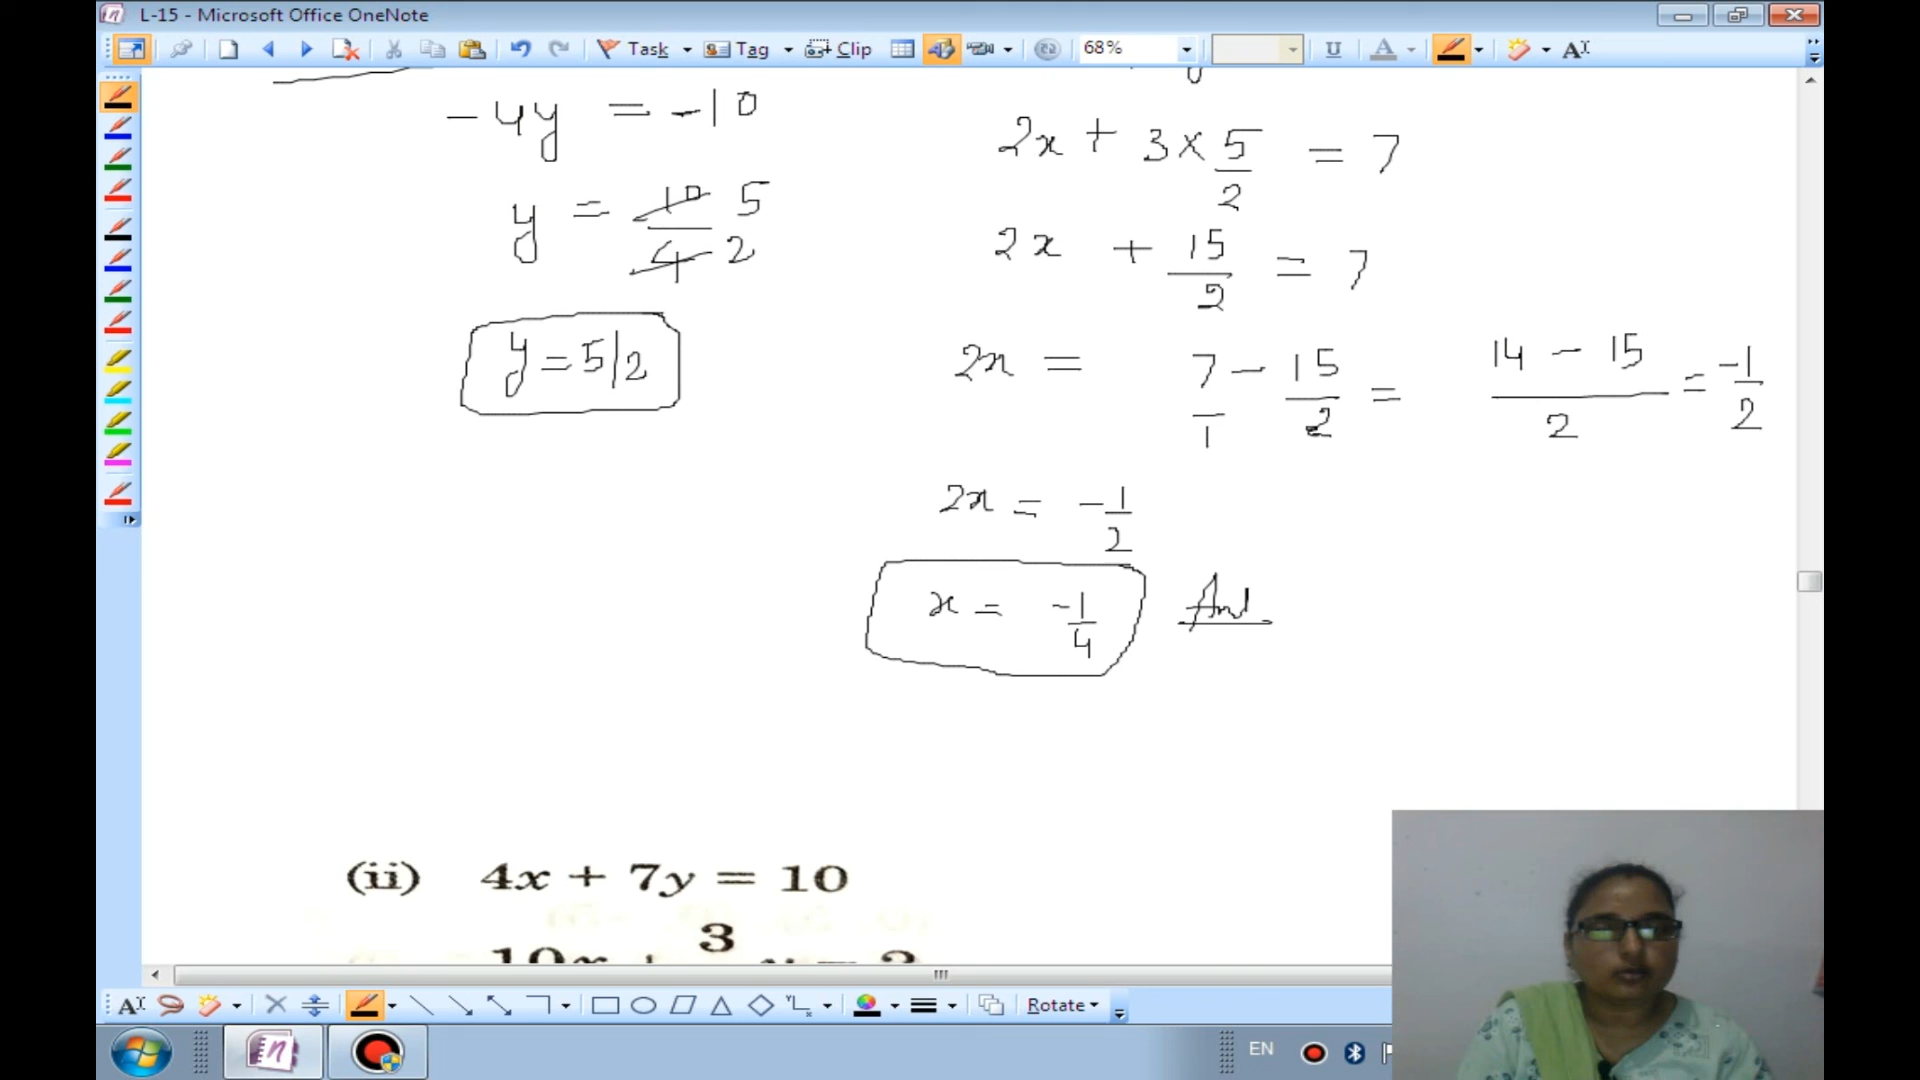 L-15 - Microsoft Office OneNote
Task
Tag
Clip
68%
U
A
-4y = -10
y = 10/4 5/2
y = 5/2
2x + 3 × 5/2 = 7
2x + 15/2 = 7
2x = 7/1 - 15/2 = (14 - 15)/2 = -1/2
2x = -1/2
x = -1/4 Ans
(ii) 4x + 7y = 10
Rotate
EN